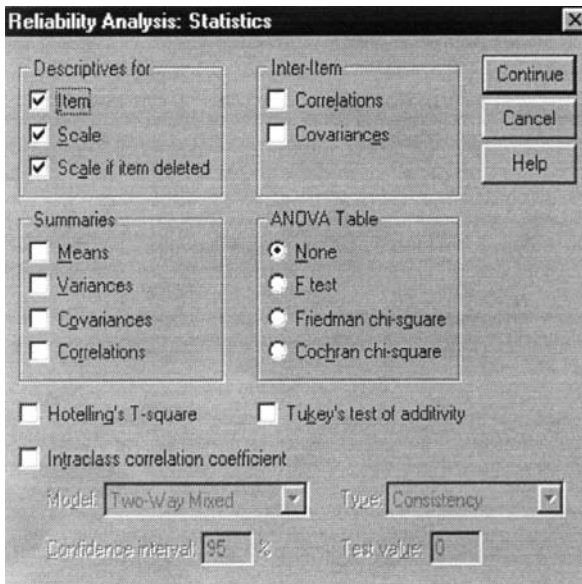 Reliability Analysis: Statistics
Descriptives for
Item
Scale
Scale if item deleted
Inter-Item
Correlations
Covariances
Continue
Cancel
Help
Summaries
Means
Variances
Covariances
Correlations
ANOVA Table
None
F test
Friedman chi-square
Cochran chi-square
Hotelling's T-square
Tukey's test of additivity
Intraclass correlation coefficient
Model: Two-Way Mixed
Type: Consistency
Confidence interval: 95 %
Test value: 0